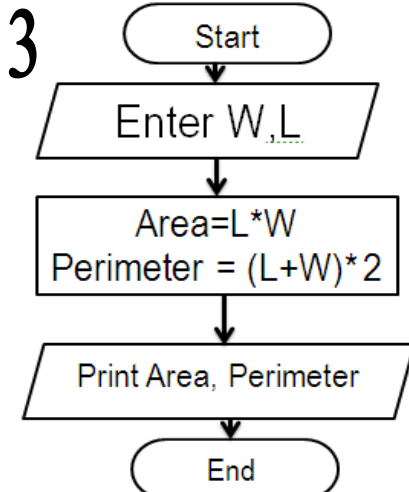 3
Start
Enter W,L
Area=L*W
Perimeter = (L+W)*2
Print Area, Perimeter
End